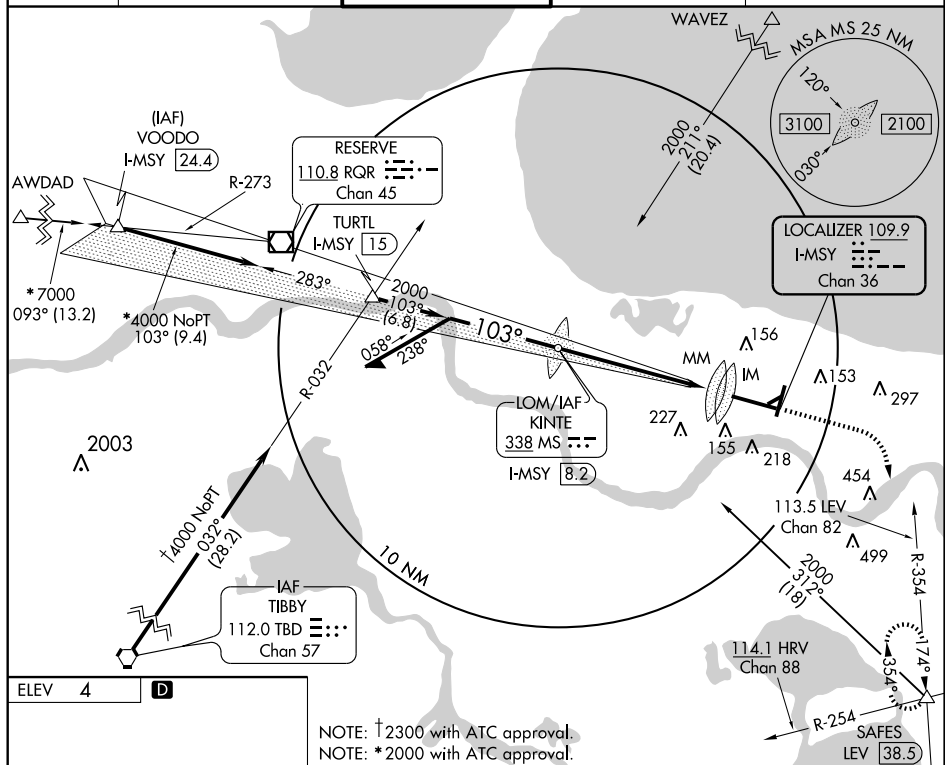 WAVEZ
MSA MS 25 NM
120°
3100
2100
030°
2000
211°
(20.4)
(IAF)
VOODO
I-MSY 24.4
RESERVE
110.8 RQR
Chan 45
R-273
AWDAD
TURTL
I-MSY 15
LOCALIZER 109.9
I-MSY
Chan 36
283°
*7000
093° (13.2)
*4000 NoPT
103° (9.4)
2000
103°
(6.8)
103°
058°
238°
MM
IM
156
153
297
R-032
LOM/IAF
KINTE
338 MS
I-MSY 8.2
227
155
218
2003
454
113.5 LEV
Chan 82
499
†4000 NoPT
032°
(28.2)
10 NM
2000
312°
(18)
R-354
IAF
TIBBY
112.0 TBD
Chan 57
114.1 HRV
Chan 88
354°
174°
R-254
SAFES
LEV 38.5
ELEV 4
D
NOTE: †2300 with ATC approval.
NOTE: *2000 with ATC approval.